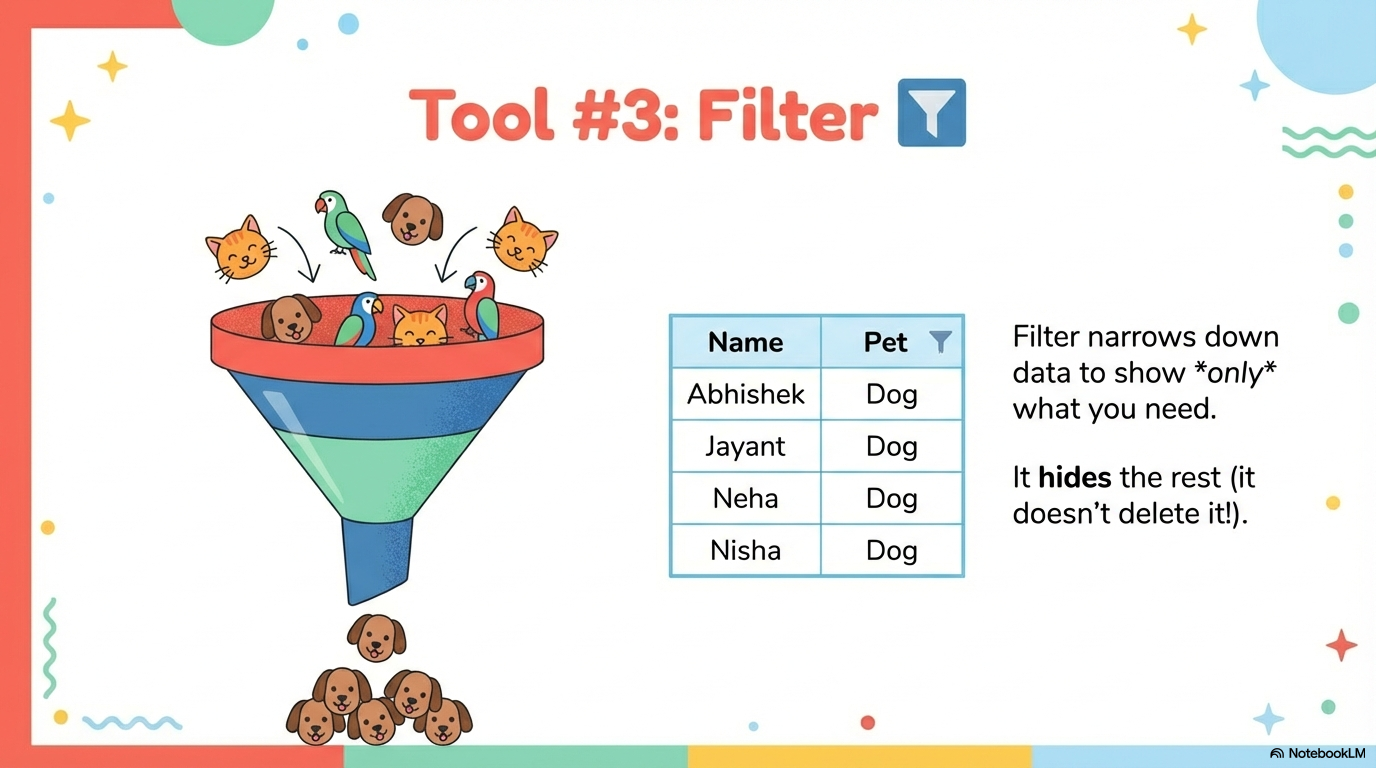 Tool #3: Filter
Name Pet
Abhishek Dog
Jayant Dog
Neha Dog
Nisha Dog
Filter narrows down
data to show *only*
what you need.
It hides the rest (it
doesn't delete it!).
NotebookLM